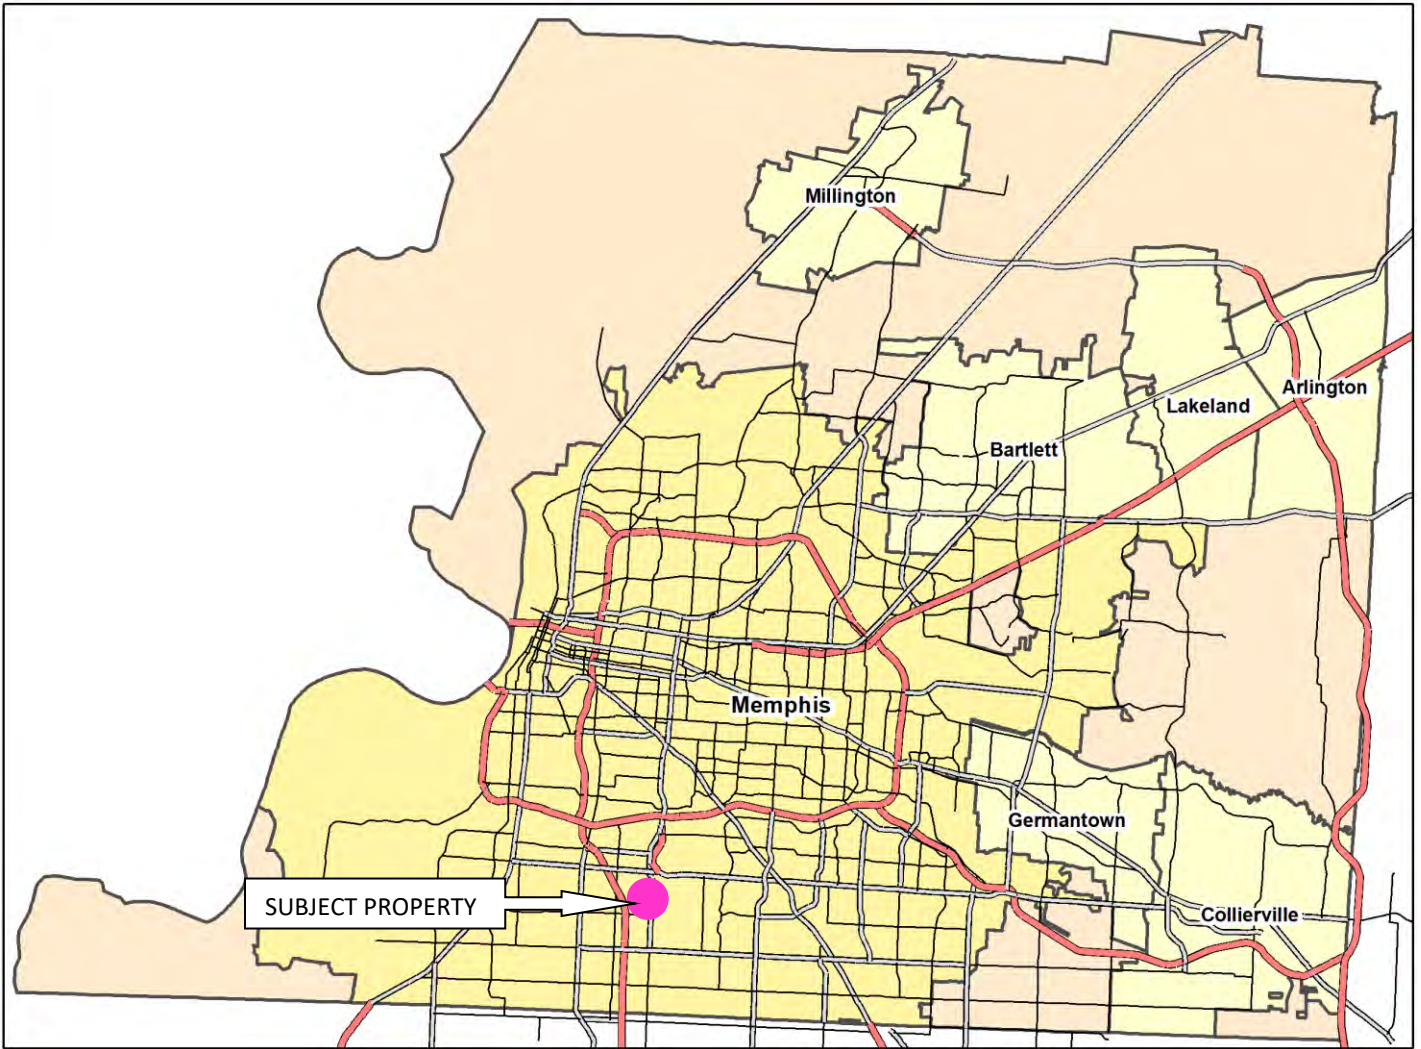 Millington
Arlington
Lakeland
Bartlett
Memphis
Germantown
SUBJECT PROPERTY
Collierville